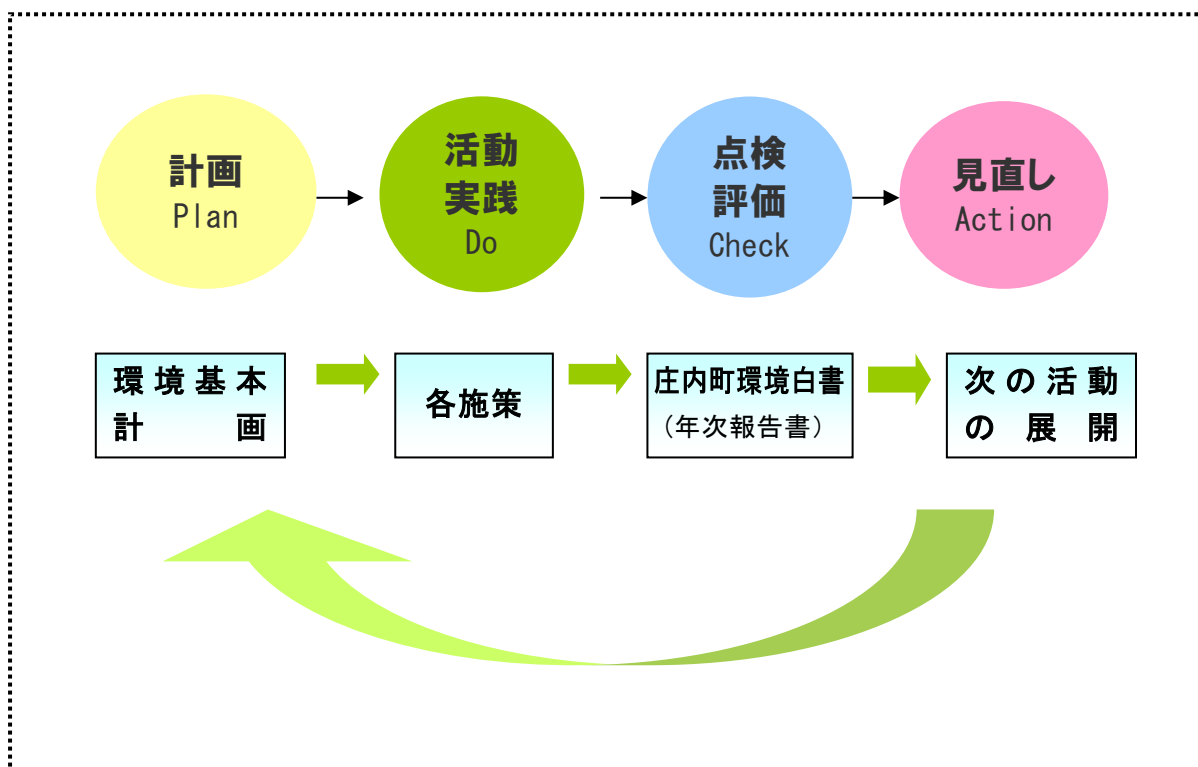 計画
Plan
活動
実践
Do
点検
評価
Check
見直し
Action
環境基本
計画
各施策
庄内町環境白書
（年次報告書）
次の活動
の展開